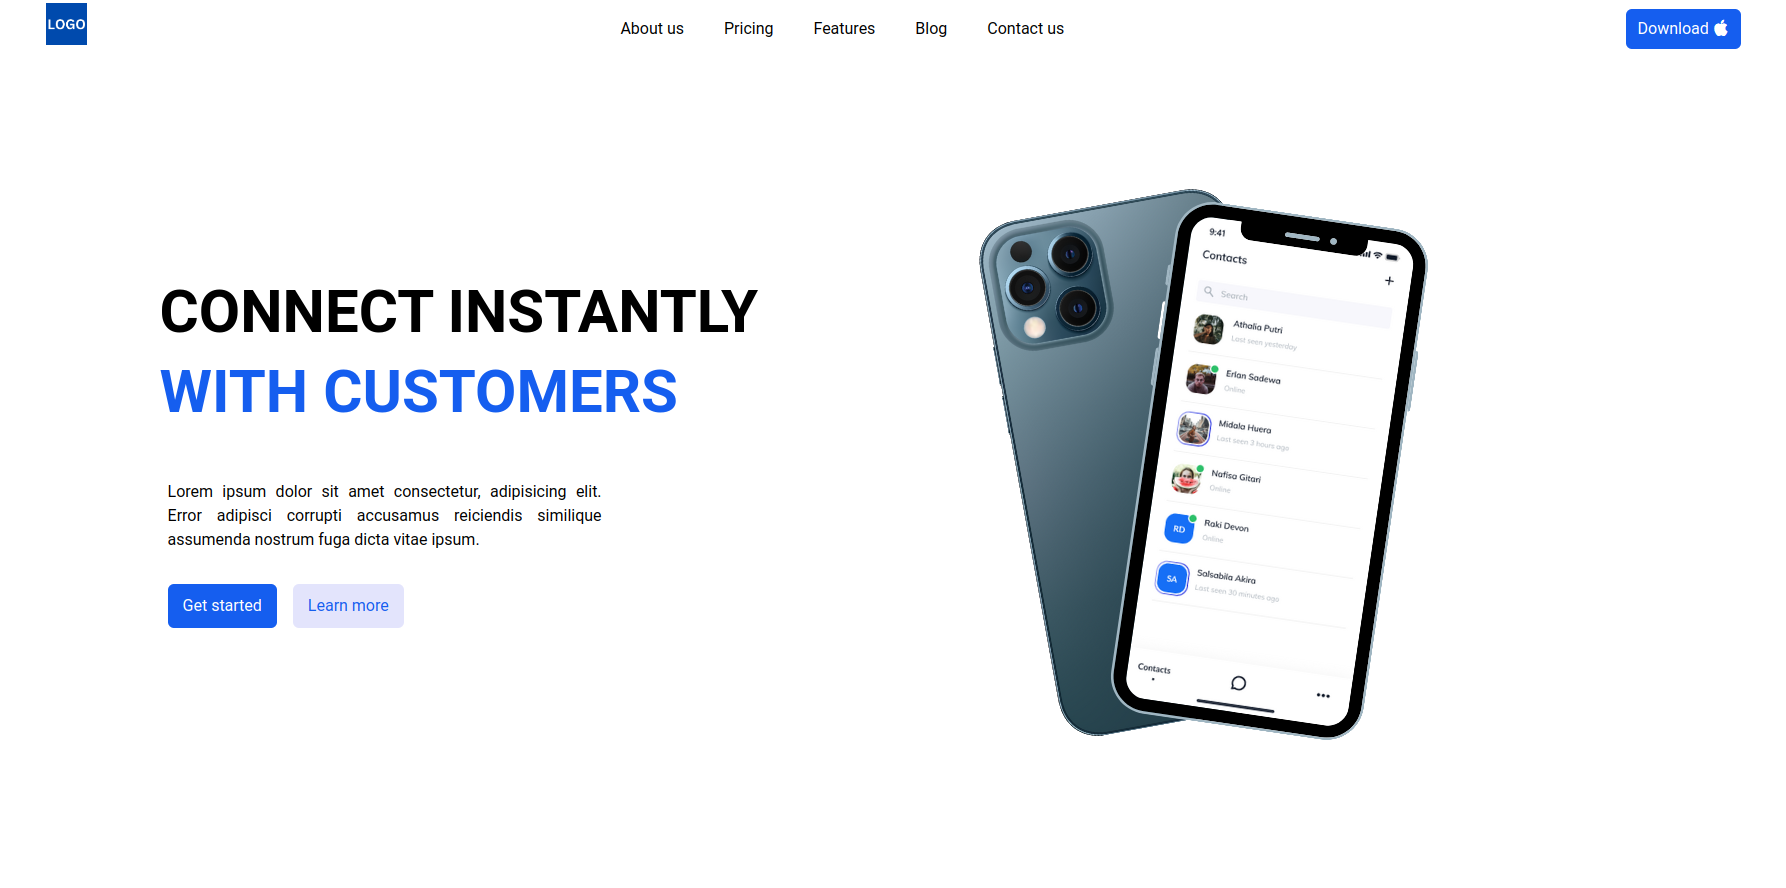 LOGO
About us
Pricing
Features
Blog
Contact us
Download
CONNECT INSTANTLY
WITH CUSTOMERS
Lorem ipsum dolor sit amet consectetur, adipisicing elit.
Error adipisci corrupti accusamus reiciendis similique
assumenda nostrum fuga dicta vitae ipsum.
Get started
Learn more
9:41
Contacts
Search
Athalia Putri
Last seen yesterday
Erlan Sadewa
Online
Midala Huera
Last seen 3 hours ago
Nafisa Gitari
Online
RD
Raki Devon
Online
SA
Salsabila Akira
Last seen 30 minutes ago
Contacts